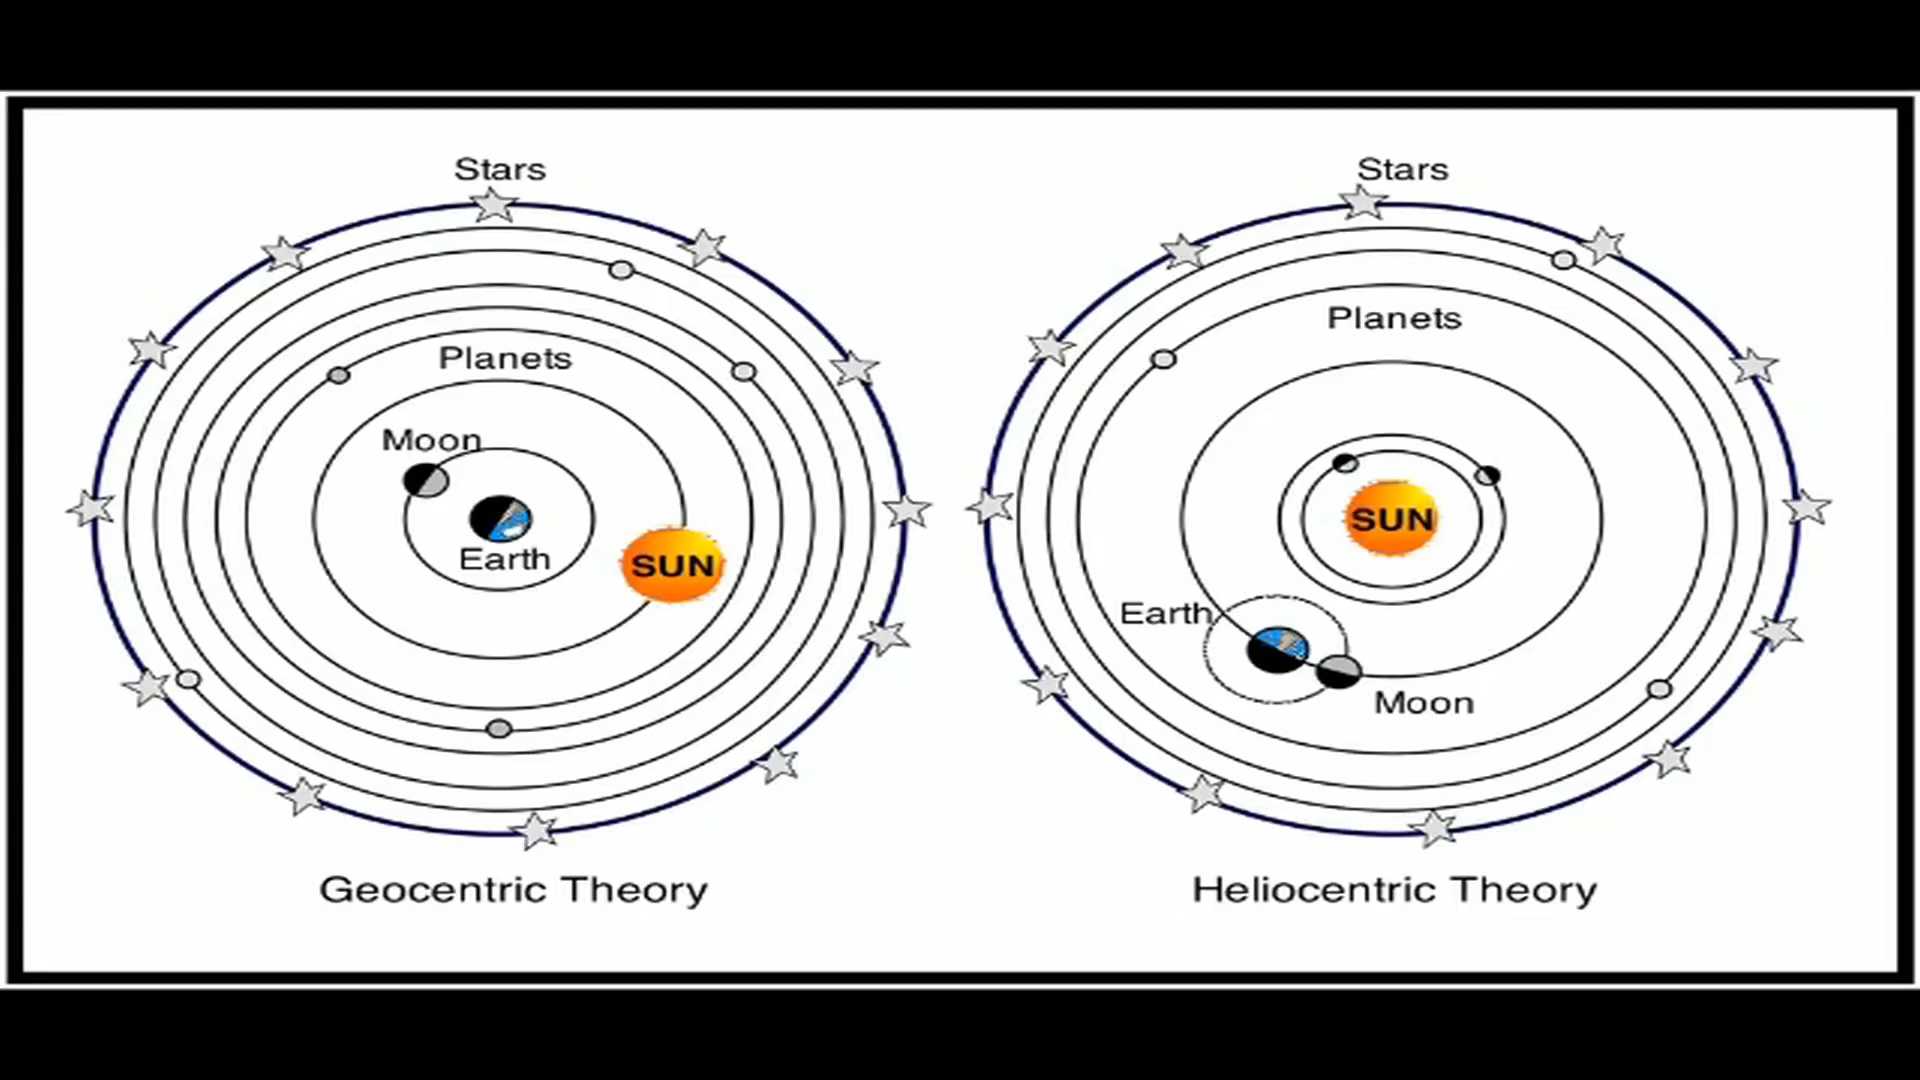 Stars
Planets
Moon
Earth
SUN
Geocentric Theory
Stars
Planets
SUN
Earth
Moon
Heliocentric Theory